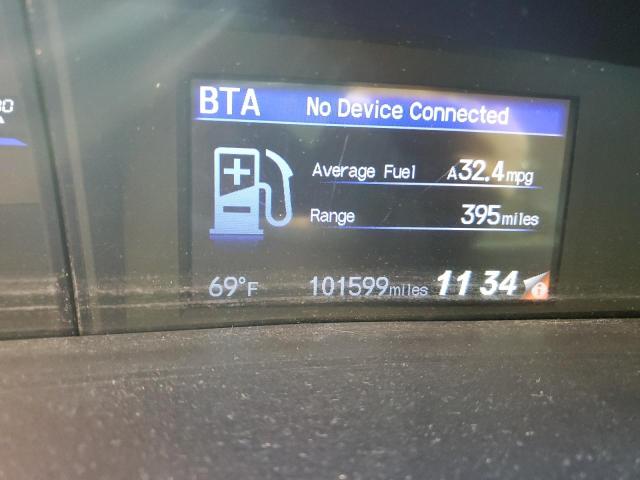 BTA No Device Connected
Average Fuel A32.4mpg
Range 395miles
69°F 101599miles 11 34 i